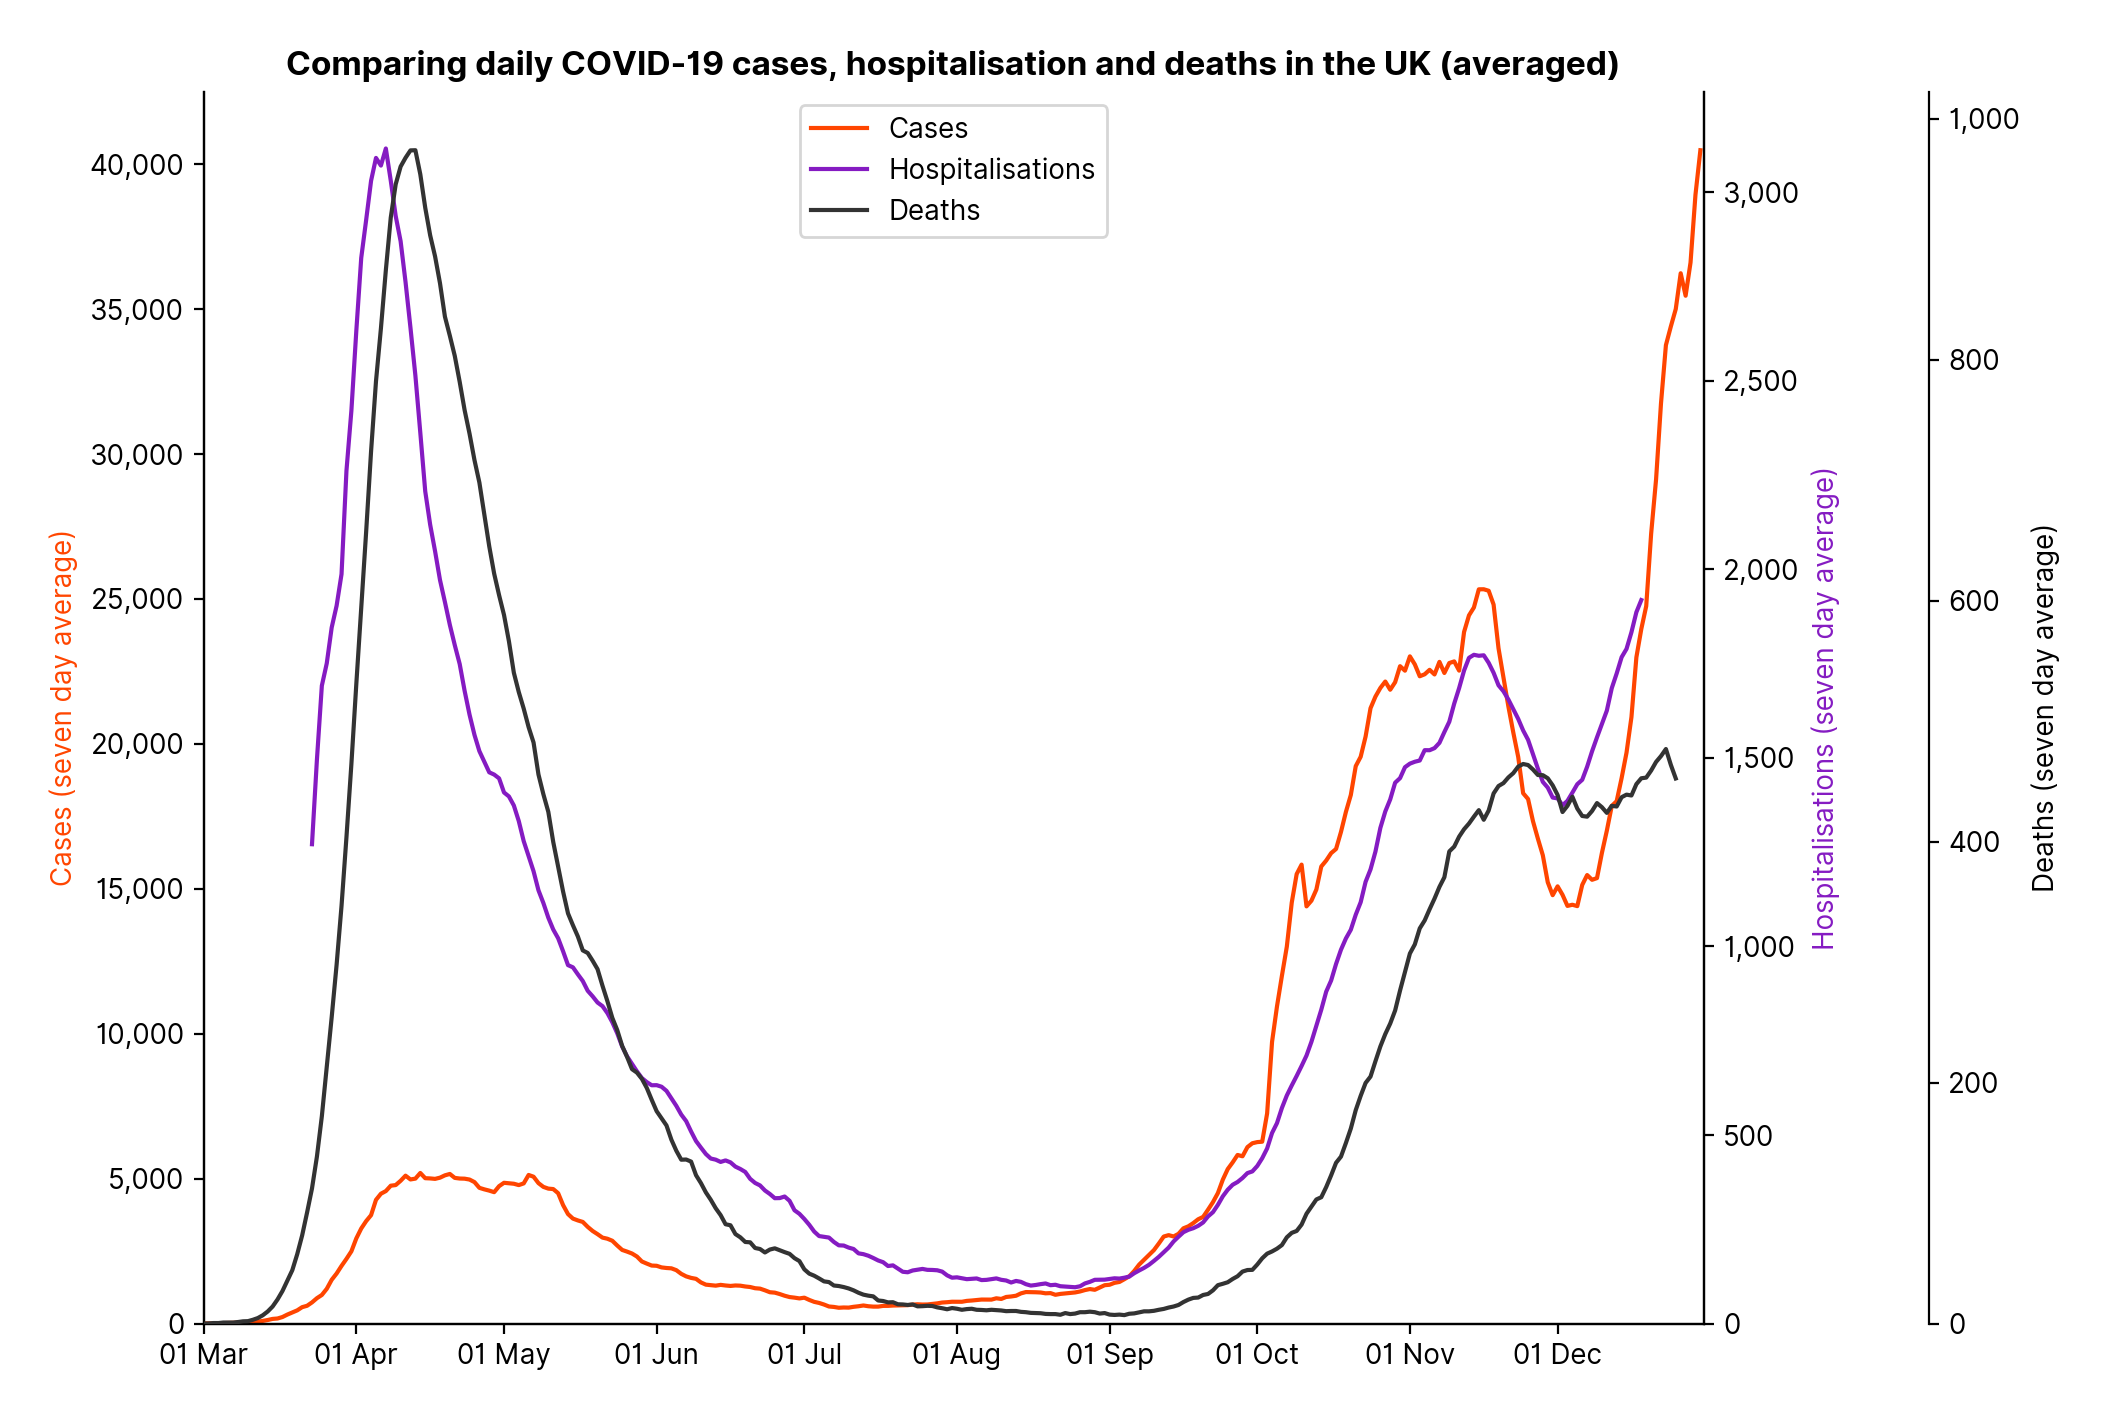 Comparing daily COVID-19 cases, hospitalisation and deaths in the UK (averaged)
Cases
Hospitalisations
Deaths
Cases (seven day average)
40,000
35,000
30,000
25,000
20,000
15,000
10,000
5,000
0
01 Mar
01 Apr
01 May
01 Jun
01 Jul
01 Aug
01 Sep
01 Oct
01 Nov
01 Dec
3,000
2,500
2,000
1,500
1,000
500
0
Hospitalisations (seven day average)
1,000
800
600
400
200
0
Deaths (seven day average)